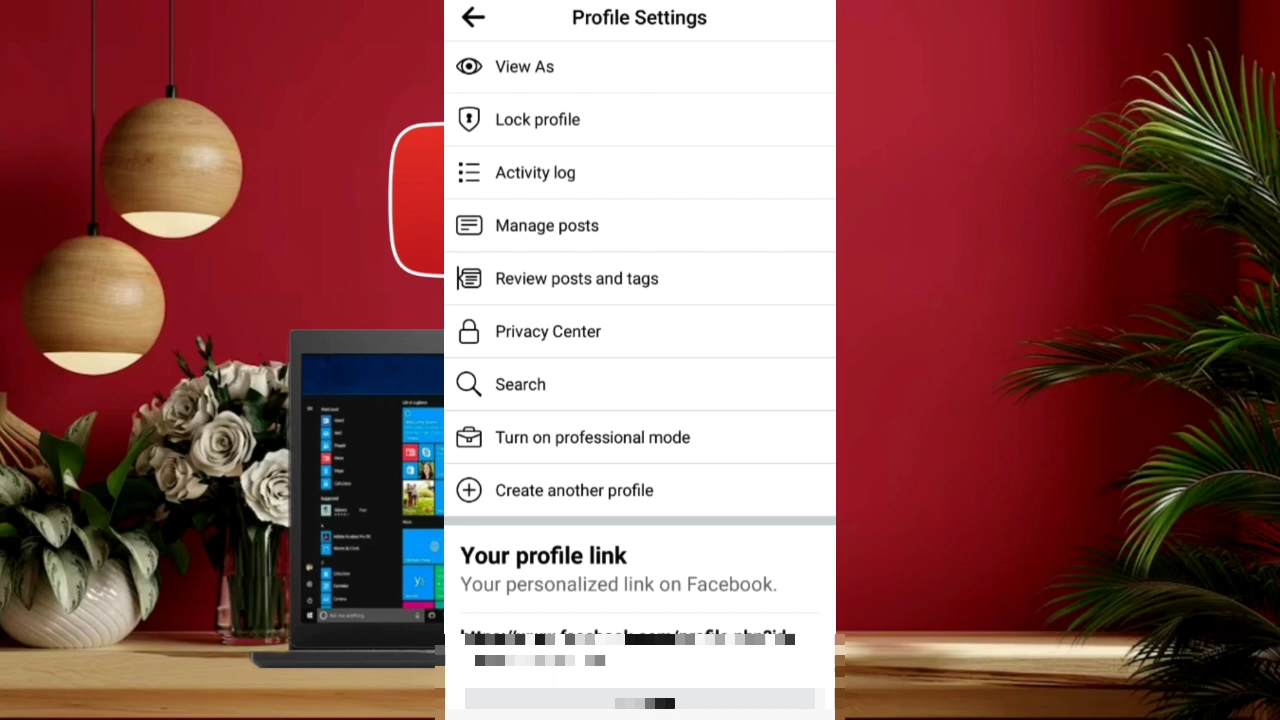 Profile Settings
View As
Lock profile
Activity log
Manage posts
Review posts and tags
Privacy Center
Search
Turn on professional mode
Create another profile
Your profile link
Your personalized link on Facebook.